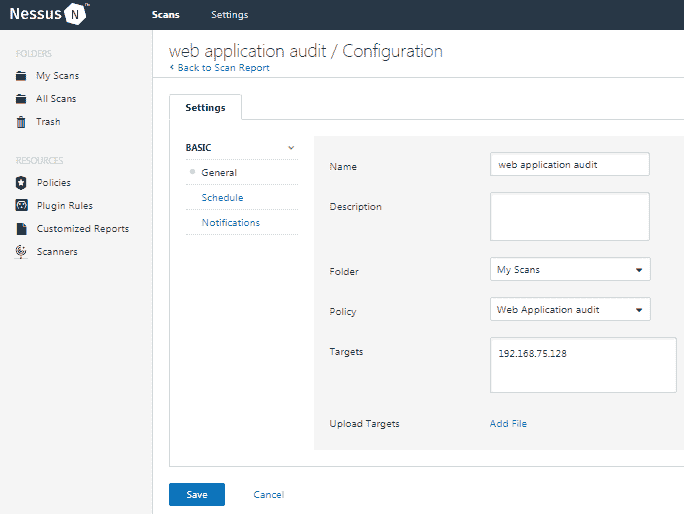 Nessus N ™
Scans
Settings
FOLDERS
My Scans
All Scans
Trash
RESOURCES
Policies
Plugin Rules
Customized Reports
Scanners
web application audit / Configuration
< Back to Scan Report
Settings
BASIC
General
Schedule
Notifications
Name
web application audit
Description
Folder
My Scans
Policy
Web Application audit
Targets
192.168.75.128
Upload Targets
Add File
Save
Cancel